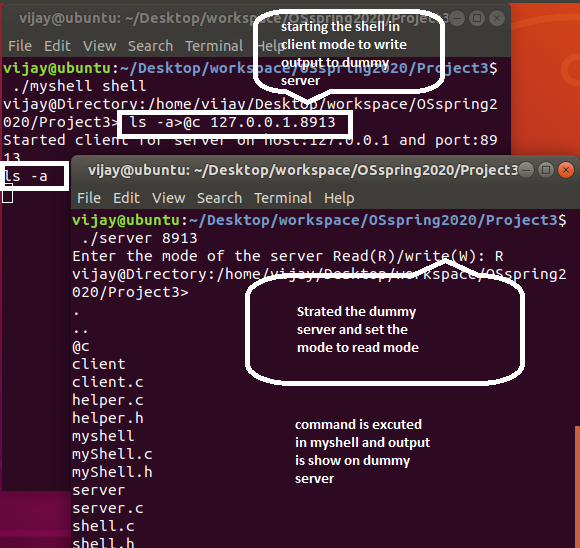 vijay@ubuntu: ~/Desktop/workspace/OSspring2020/Project3
File Edit View Search Terminal Help
starting the shell in
client mode to write
output to dummy
server
vijay@ubuntu:~/Desktop/workspace/OSspring2020/Project3$
./myshell shell
vijay@Directory:/home/vijay/Desktop/workspace/OSspring2
020/Project3> ls -a>@c 127.0.0.1.8913
Started client for server on host:127.0.0.1 and port:89
13
ls -a
vijay@ubuntu: ~/Desktop/workspace/OSspring2020/Project3
File Edit View Search Terminal Help
vijay@ubuntu:~/Desktop/workspace/OSspring2020/Project3$
./server 8913
Enter the mode of the server Read(R)/write(W): R
vijay@Directory:/home/vijay/Desktop/workspace/OSspring2
020/Project3>
.
..
@c
client
client.c
helper.c
helper.h
myshell
myShell.c
myShell.h
server
server.c
shell.c
shell.h
Strated the dummy
server and set the
mode to read mode
command is excuted
in myshell and output
is show on dummy
server